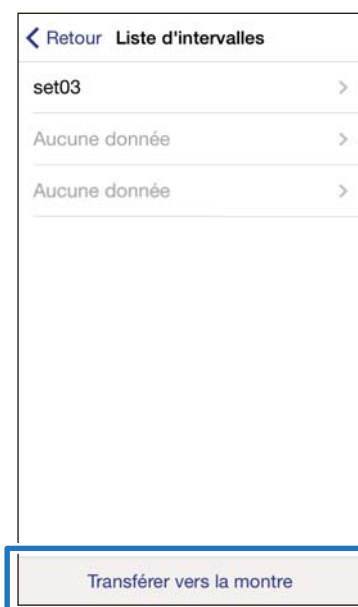 Retour Liste d'intervalles
set03
Aucune donnée
Aucune donnée
Transférer vers la montre